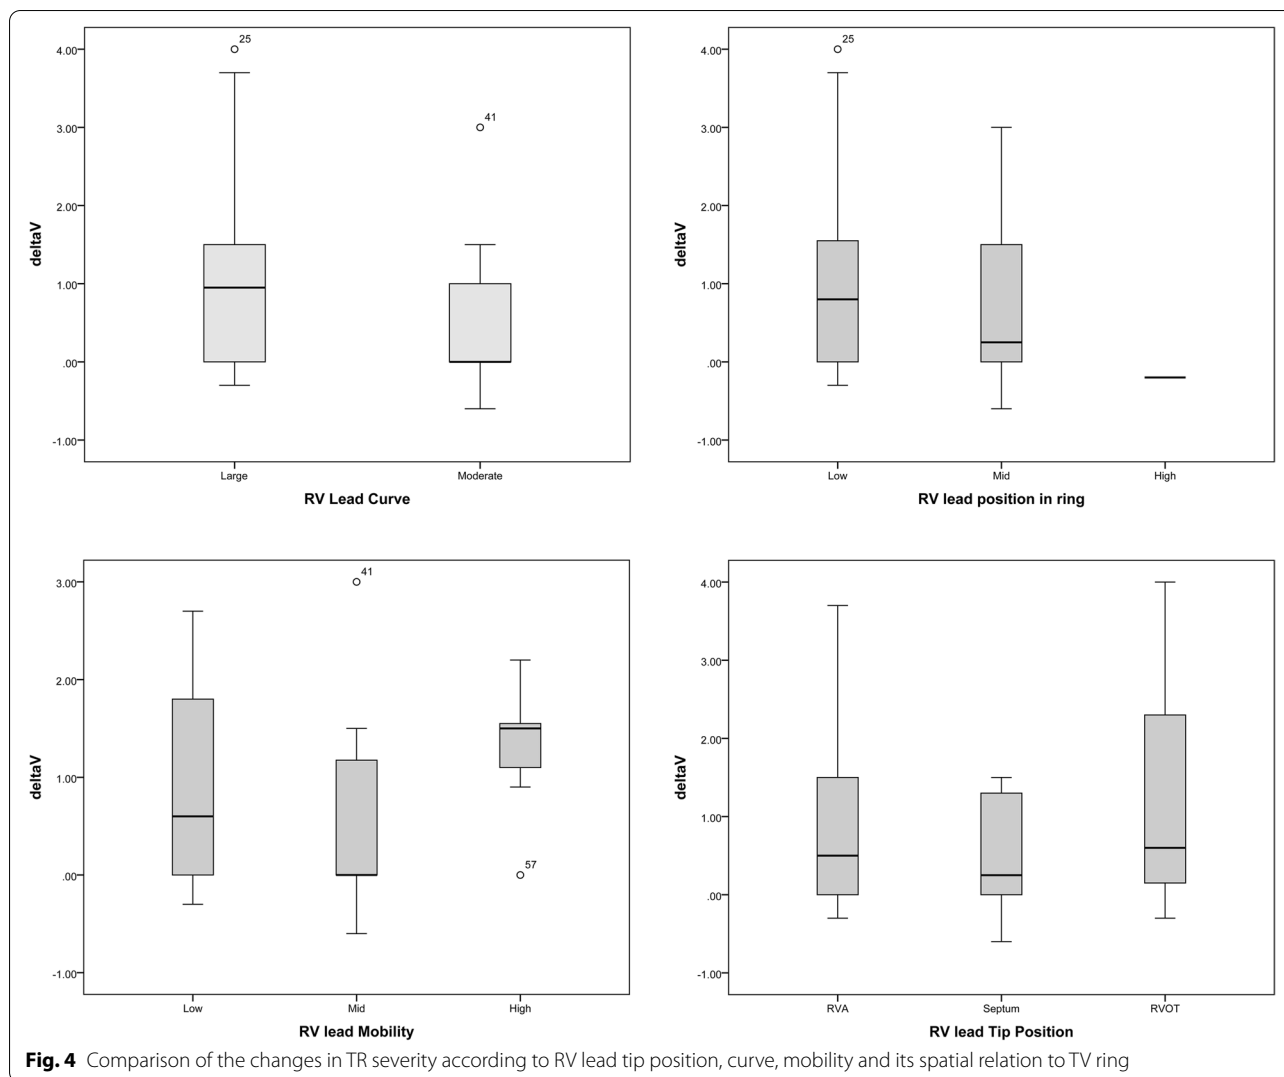 4.00
3.00
2.00
1.00
.00
-1.00
deltaV
25
41
Large Moderate
RV Lead Curve
4.00
3.00
2.00
1.00
.00
-1.00
deltaV
25
Low Mid High
RV lead position in ring
3.00
2.00
1.00
.00
-1.00
deltaV
41
57
Low Mid High
RV lead Mobility
4.00
3.00
2.00
1.00
.00
-1.00
deltaV
RVA Septum RVOT
RV lead Tip Position
Fig. 4 Comparison of the changes in TR severity according to RV lead tip position, curve, mobility and its spatial relation to TV ring